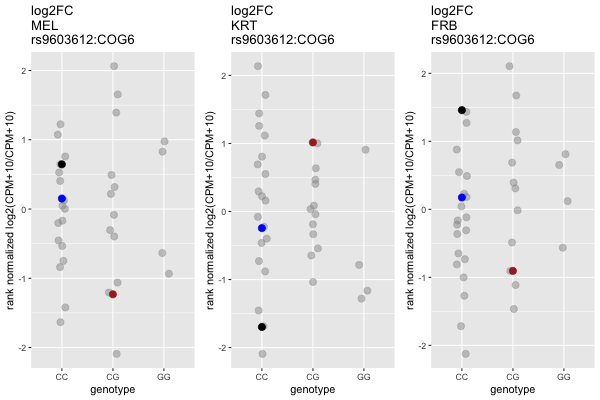 log2FC
MEL
rs9603612:COG6
rank normalized log2(CPM+10/CPM+10)
2
1
0
-1
-2
CC
CG
GG
genotype
log2FC
KRT
rs9603612:COG6
rank normalized log2(CPM+10/CPM+10)
2
1
0
-1
-2
CC
CG
GG
genotype
log2FC
FRB
rs9603612:COG6
rank normalized log2(CPM+10/CPM+10)
2
1
0
-1
-2
CC
CG
GG
genotype